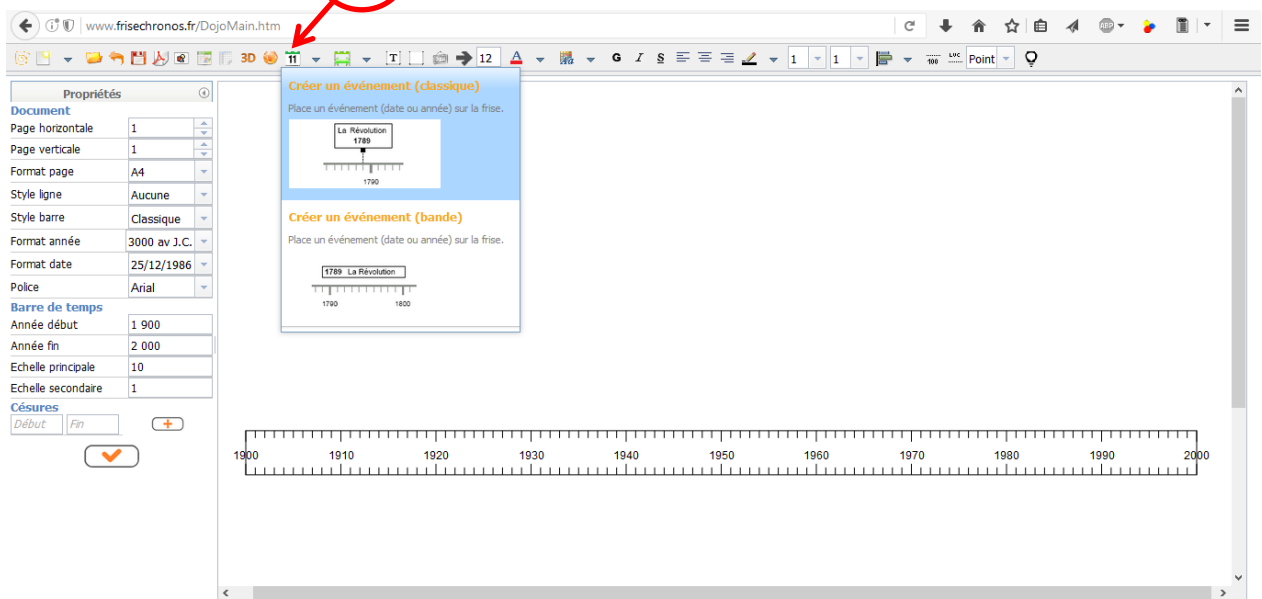 www.frisechronos.fr/DojoMain.htm
ABP
3D 11 T 12 A G I S 1 1 100 LVC Point
Propriétés
Document
Page horizontale 1
Page verticale 1
Format page A4
Style ligne Aucune
Style barre Classique
Format année 3000 av J.C.
Format date 25/12/1986
Police Arial
Barre de temps
Année début 1 900
Année fin 2 000
Echelle principale 10
Echelle secondaire 1
Césures
Début Fin
Créer un événement (classique)
Place un événement (date ou année) sur la frise.
La Révolution
1789
1790
Créer un événement (bande)
Place un événement (date ou année) sur la frise.
1789 La Révolution
1790 1800
1900 1910 1920 1930 1940 1950 1960 1970 1980 1990 2000